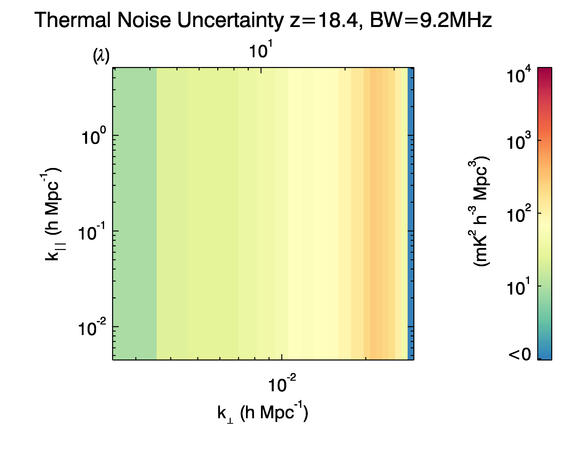 Thermal Noise Uncertainty z=18.4, BW=9.2MHz
(λ)
10¹
10⁰
10⁻¹
10⁻²
k|| (h Mpc⁻¹)
10⁻²
k⊥ (h Mpc⁻¹)
10⁴
10³
10²
10¹
<0
(mK² h⁻³ Mpc³)